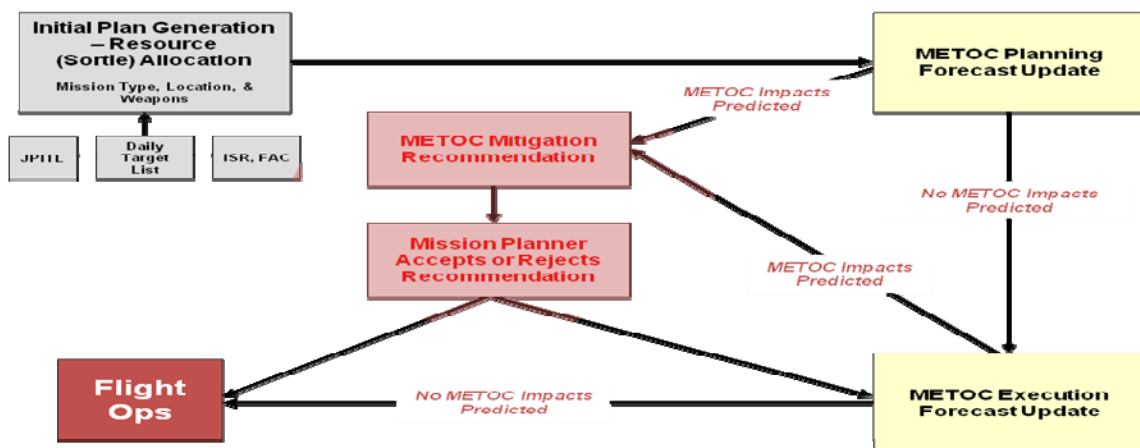 Initial Plan Generation
– Resource
(Sortie) Allocation
Mission Type, Location, &
Weapons
JPITL
Daily
Target
List
ISR, FAC
METOC Planning
Forecast Update
METOC Impacts
Predicted
METOC Mitigation
Recommendation
No METOC Impacts
Predicted
Mission Planner
Accepts or Rejects
Recommendation
METOC Impacts
Predicted
Flight
Ops
No METOC Impacts
Predicted
METOC Execution
Forecast Update